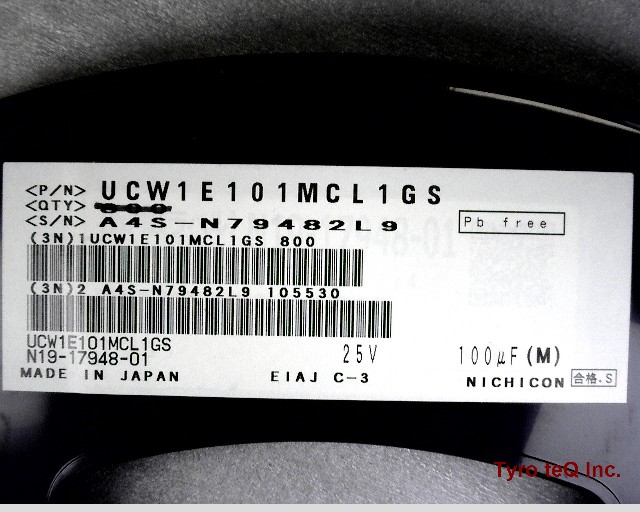 <P/N> UCW1E101MCL1GS
<QTY>
<S/N> A4S-N79482L9
Pb free
(3N)1UCW1E101MCL1GS 800
(3N)2 A4S-N79482L9 105530
UCW1E101MCL1GS
N19-17948-01
25V
100μF (M)
MADE IN JAPAN
EIAJ C-3
NICHICON 合格.S
Tyro teQ Inc.